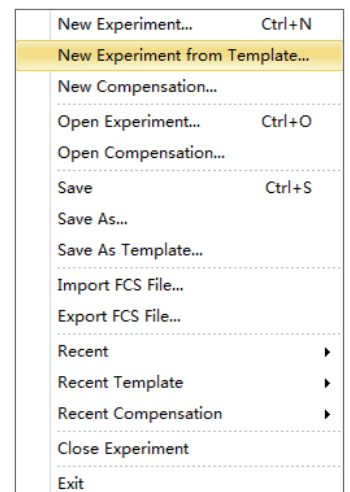 New Experiment... Ctrl+N
New Experiment from Template...
New Compensation...
Open Experiment... Ctrl+O
Open Compensation...
Save Ctrl+S
Save As...
Save As Template...
Import FCS File...
Export FCS File...
Recent
Recent Template
Recent Compensation
Close Experiment
Exit